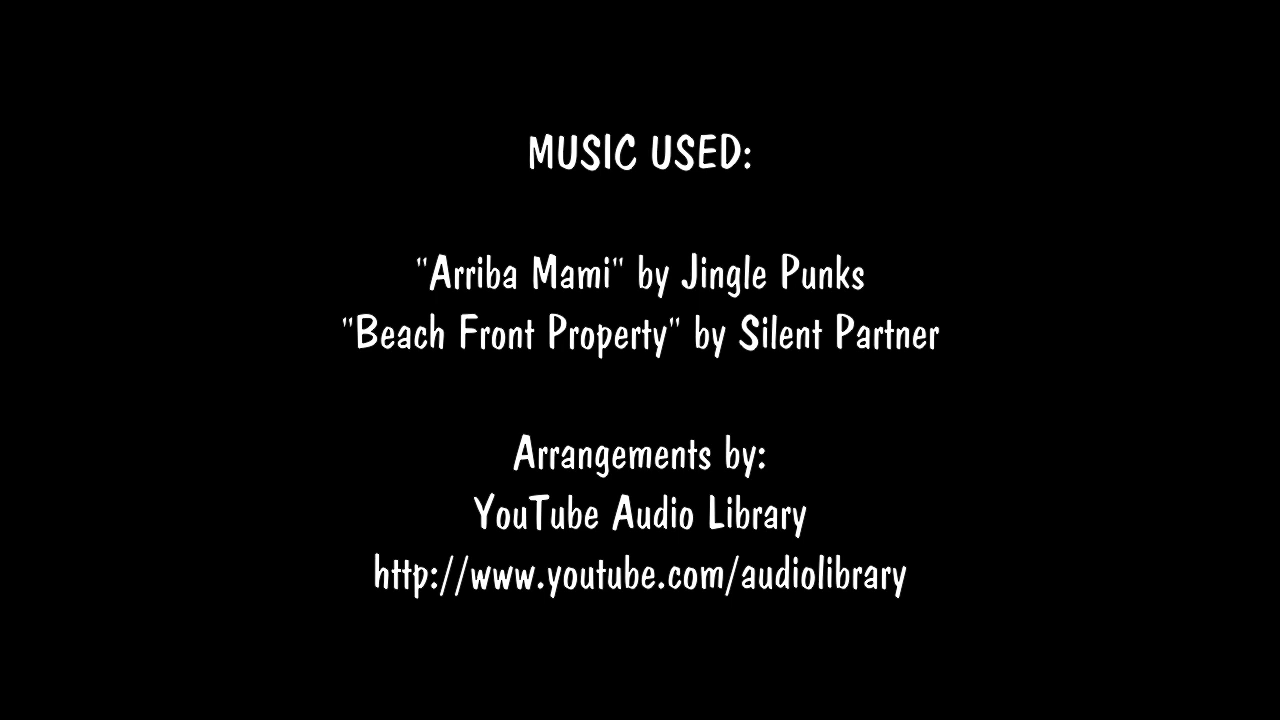 MUSIC USED:
"Arriba Mami" by Jingle Punks
"Beach Front Property" by Silent Partner
Arrangements by:
YouTube Audio Library
http://www.youtube.com/audiolibrary